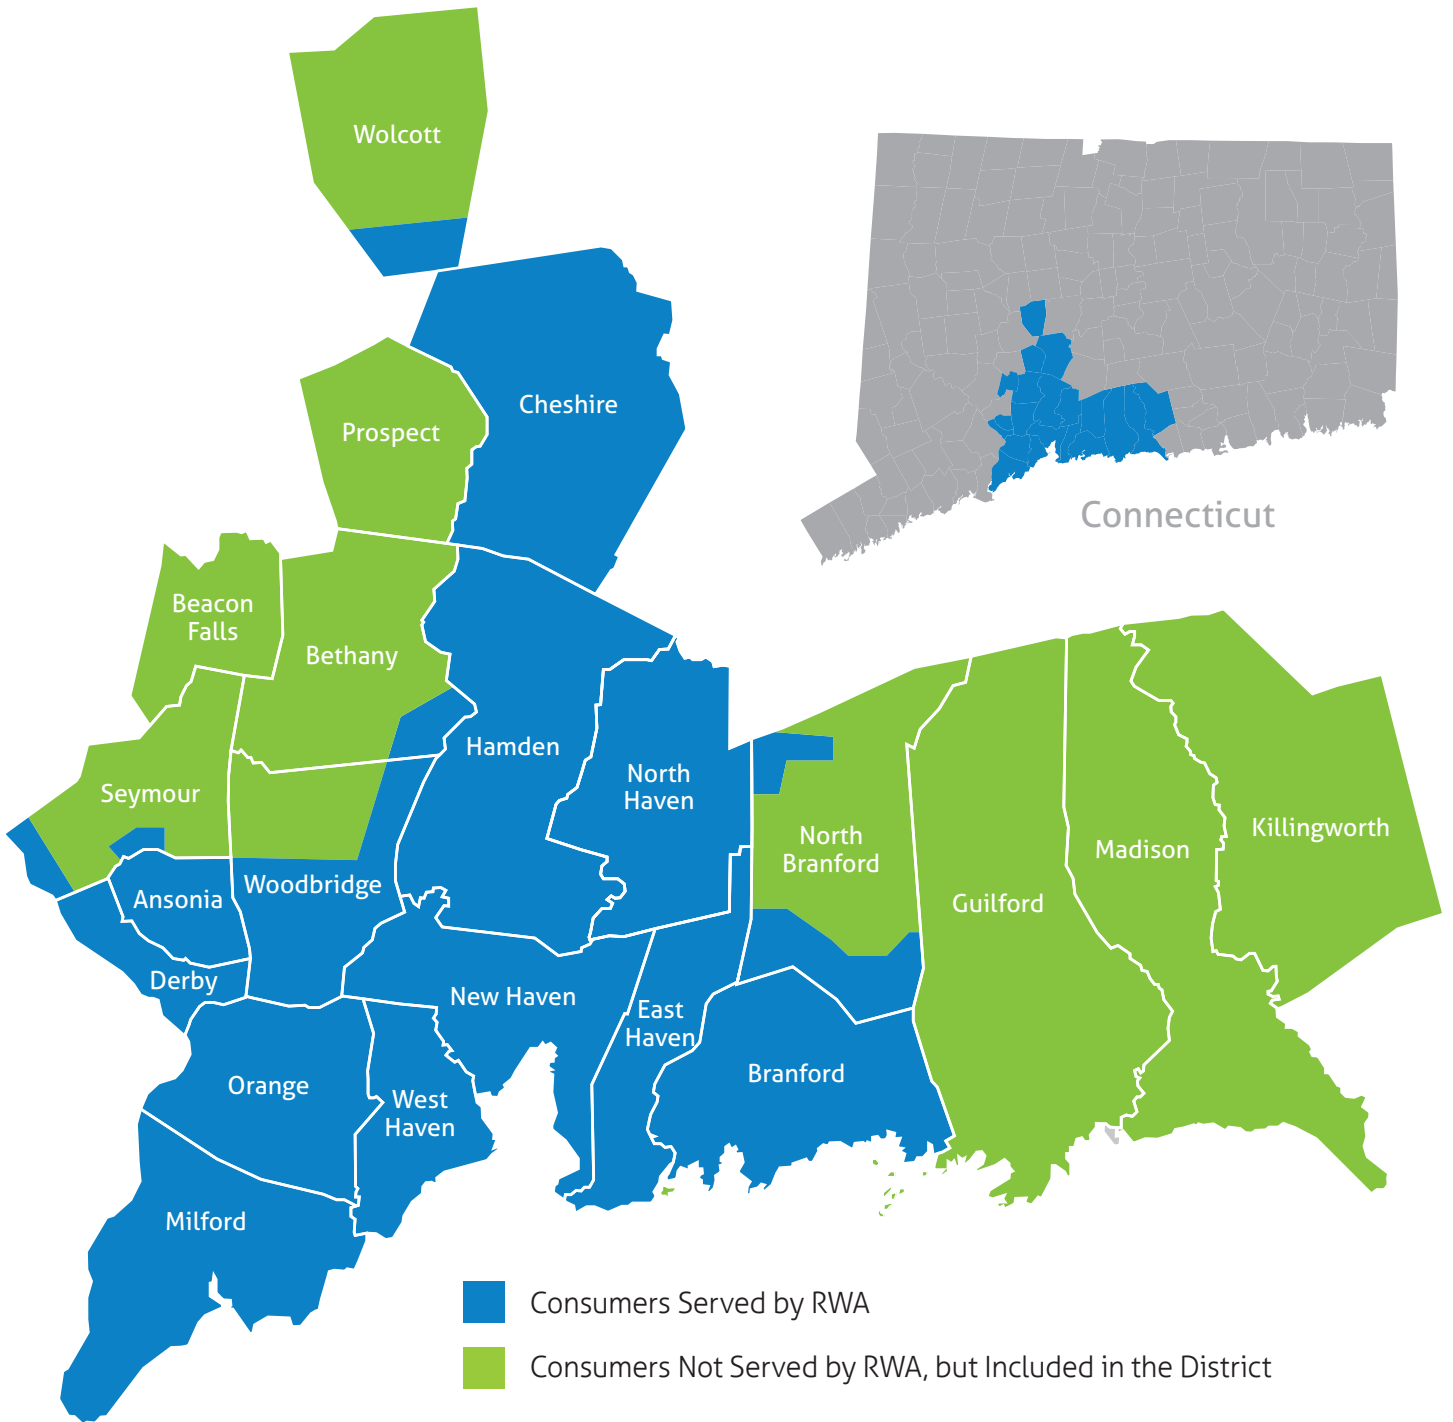 Wolcott
Cheshire
Prospect
Connecticut
Beacon
Falls
Bethany
Hamden
North
Haven
Seymour
North
Branford
Killingworth
Madison
Guilford
Ansonia
Woodbridge
Derby
New Haven
East
Haven
Branford
Orange
West
Haven
Milford
Consumers Served by RWA
Consumers Not Served by RWA, but Included in the District